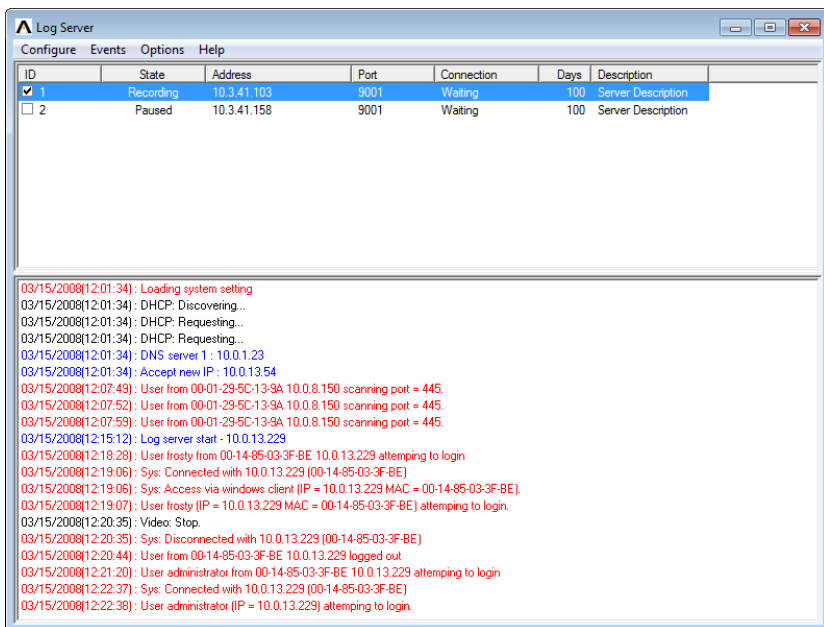 Log Server
Configure Events Options Help
ID State Address Port Connection Days Description
1 Recording 10.3.41.103 9001 Waiting 100 Server Description
2 Paused 10.3.41.158 9001 Waiting 100 Server Description
03/15/2008(12:01:34) : Loading system setting
03/15/2008(12:01:34) : DHCP: Discovering...
03/15/2008(12:01:34) : DHCP: Requesting...
03/15/2008(12:01:34) : DHCP: Requesting...
03/15/2008(12:01:34) : DNS server 1 : 10.0.1.23
03/15/2008(12:01:34) : Accept new IP : 10.0.13.54
03/15/2008(12:07:49) : User from 00-01-29-5C-13-9A 10.0.8.150 scanning port = 445.
03/15/2008(12:07:52) : User from 00-01-29-5C-13-9A 10.0.8.150 scanning port = 445.
03/15/2008(12:07:59) : User from 00-01-29-5C-13-9A 10.0.8.150 scanning port = 445.
03/15/2008(12:15:12) : Log server start - 10.0.13.229
03/15/2008(12:18:28) : User frosty from 00-14-85-03-3F-BE 10.0.13.229 attemping to login
03/15/2008(12:19:06) : Sys: Connected with 10.0.13.229 (00-14-85-03-3F-BE)
03/15/2008(12:19:06) : Sys: Access via windows client (IP = 10.0.13.229 MAC = 00-14-85-03-3F-BE).
03/15/2008(12:19:07) : User frosty (IP = 10.0.13.229 MAC = 00-14-85-03-3F-BE) attemping to login.
03/15/2008(12:20:35) : Video: Stop.
03/15/2008(12:20:35) : Sys: Disconnected with 10.0.13.229 (00-14-85-03-3F-BE)
03/15/2008(12:20:44) : User from 00-14-85-03-3F-BE 10.0.13.229 logged out
03/15/2008(12:21:20) : User administrator from 00-14-85-03-3F-BE 10.0.13.229 attemping to login
03/15/2008(12:22:37) : Sys: Connected with 10.0.13.229 (00-14-85-03-3F-BE)
03/15/2008(12:22:38) : User administrator (IP = 10.0.13.229) attemping to login.